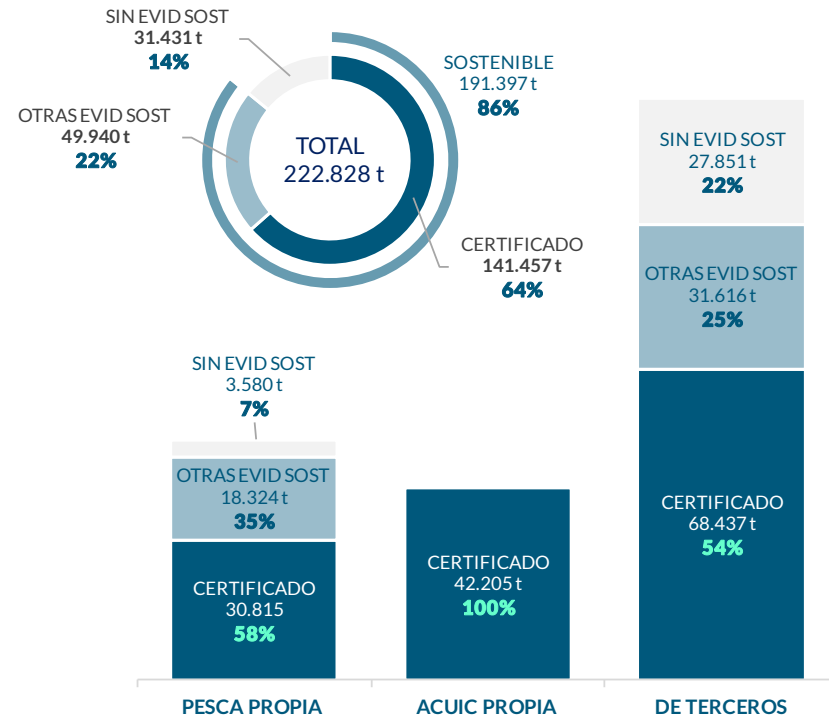 SIN EVID SOST
31.431 t
14%
OTRAS EVID SOST
49.940 t
22%
TOTAL
222.828 t
SOSTENIBLE
191.397 t
86%
CERTIFICADO
141.457 t
64%
SIN EVID SOST
3.580 t
7%
OTRAS EVID SOST
18.324 t
35%
CERTIFICADO
30.815
58%
CERTIFICADO
42.205 t
100%
SIN EVID SOST
27.851 t
22%
OTRAS EVID SOST
31.616 t
25%
CERTIFICADO
68.437 t
54%
PESCA PROPIA
ACUIC PROPIA
DE TERCEROS